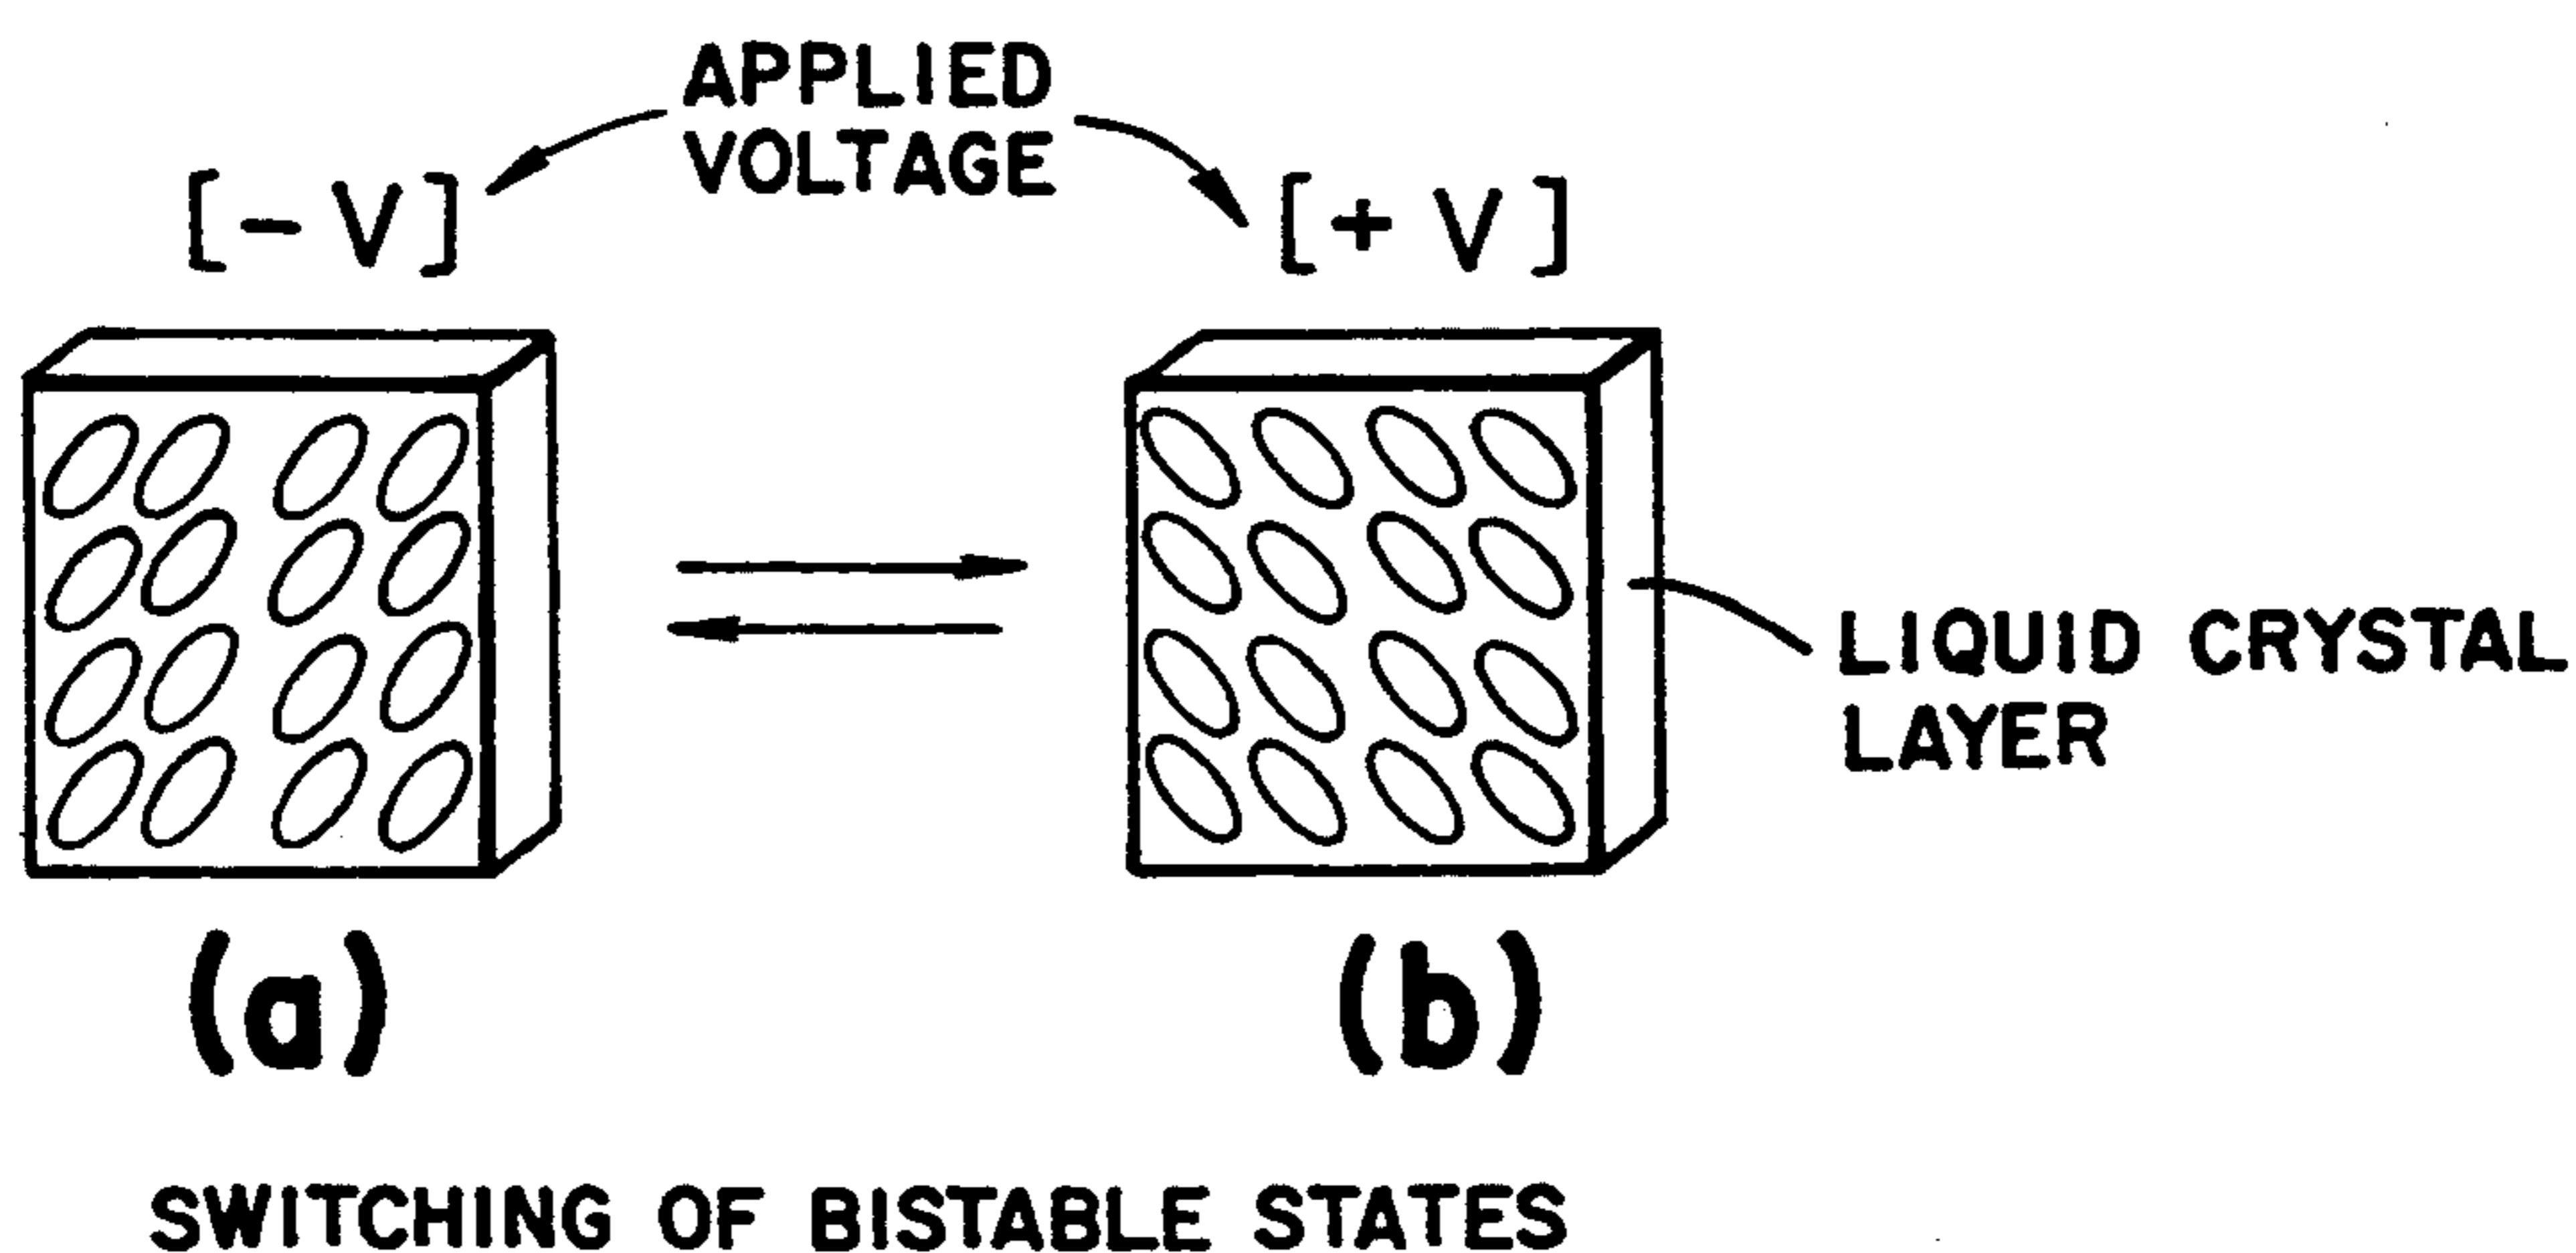 APPLIED
VOLTAGE
[- V]
[+ V]
LIQUID CRYSTAL
LAYER
(a)
(b)
SWITCHING OF BISTABLE STATES